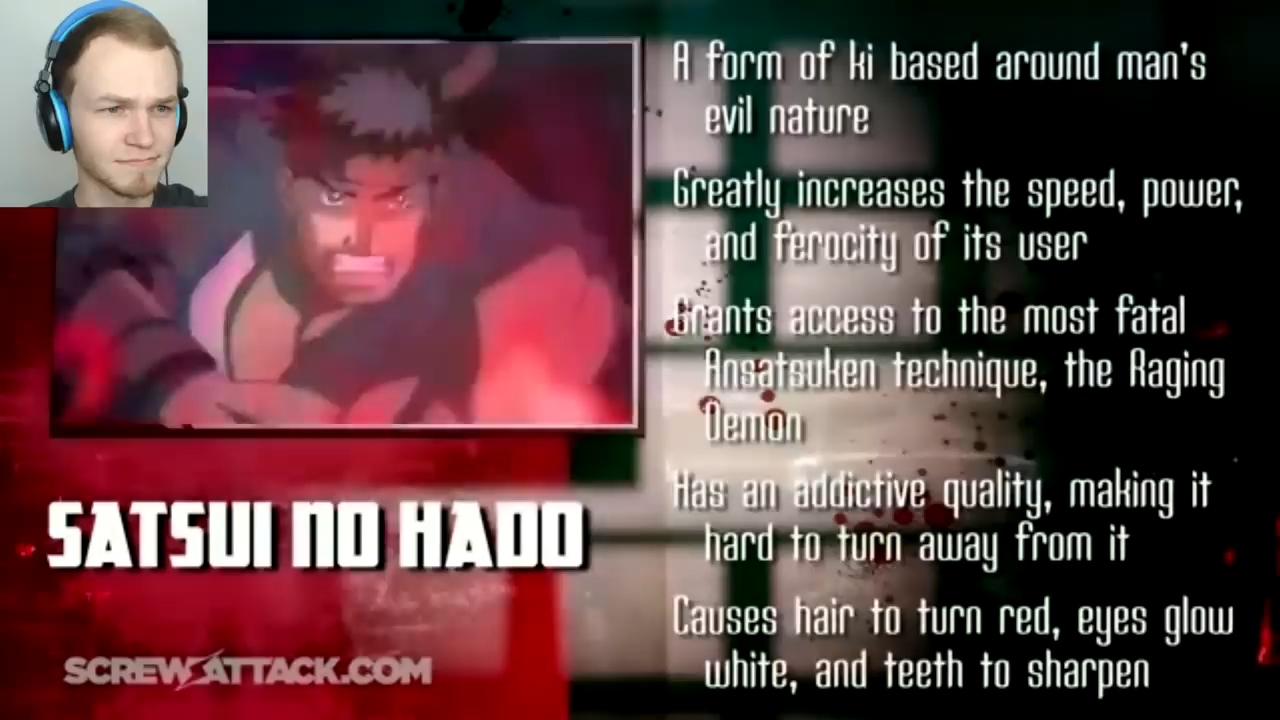 A form of ki based around man's
evil nature
Greatly increases the speed, power,
and ferocity of its user
Grants access to the most fatal
Ansatsuken technique, the Raging
Demon
Has an addictive quality, making it
hard to turn away from it
Causes hair to turn red, eyes glow
white, and teeth to sharpen
SATSUI NO HADO
SCREWATTACK.COM